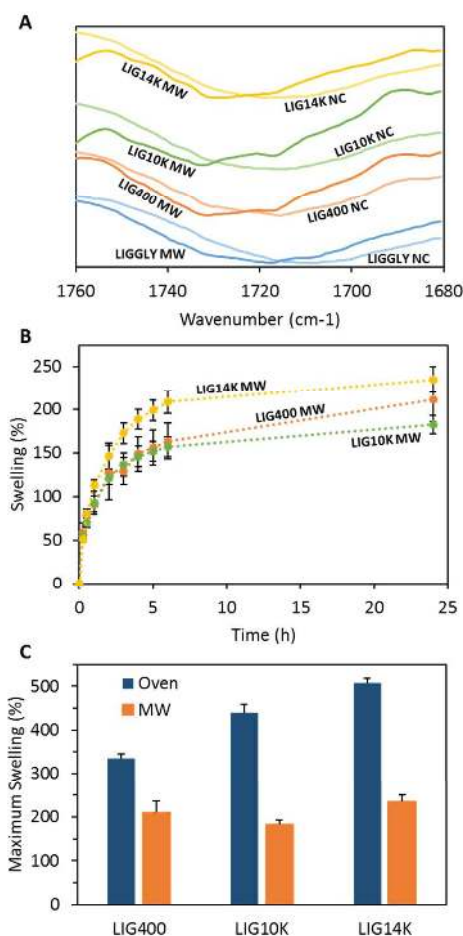 A
LIG14K MW
LIG14K NC
LIG10K MW
LIG10K NC
LIG400 MW
LIG400 NC
LIGGLY MW
LIGGLY NC
1760 1740 1720 1700 1680
Wavenumber (cm-1)
B
250
200
150
100
50
0
Swelling (%)
LIG14K MW
LIG400 MW
LIG10K MW
0 5 10 15 20 25
Time (h)
C
500
400
300
200
100
0
Maximum Swelling (%)
Oven
MW
LIG400 LIG10K LIG14K